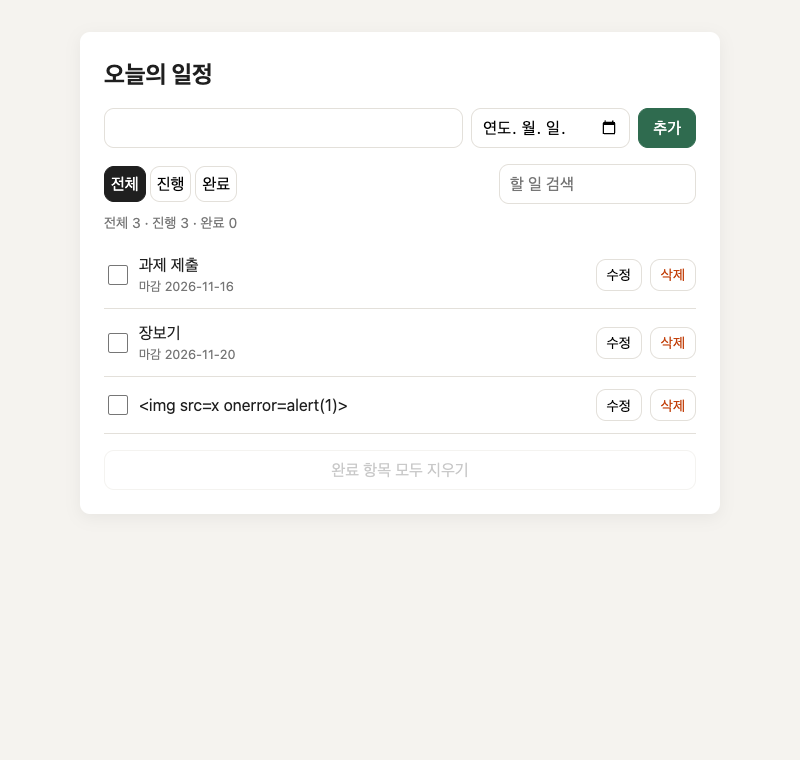 오늘의 일정
연도. 월. 일. 추가
전체 진행 완료 할 일 검색
전체 3 · 진행 3 · 완료 0
과제 제출
마감 2026-11-16
수정 삭제
장보기
마감 2026-11-20
수정 삭제
<img src=x onerror=alert(1)>
수정 삭제
완료 항목 모두 지우기